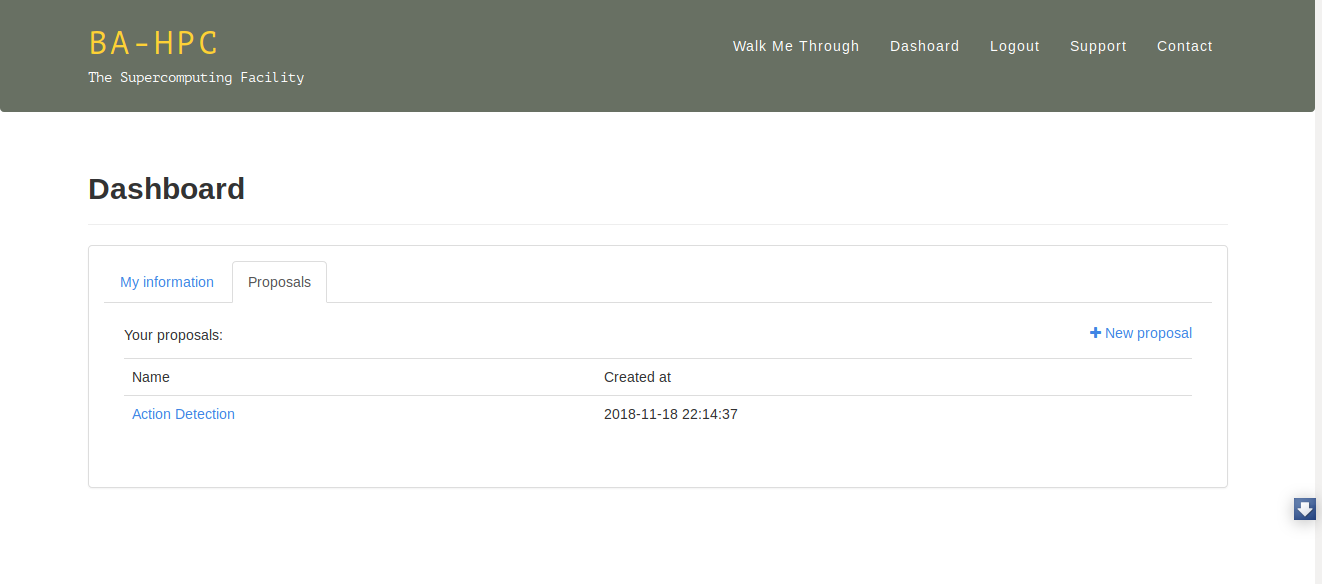 BA-HPC
The Supercomputing Facility
Walk Me Through Dashoard Logout Support Contact
Dashboard
My information Proposals
Your proposals: New proposal
Name Created at
Action Detection 2018-11-18 22:14:37